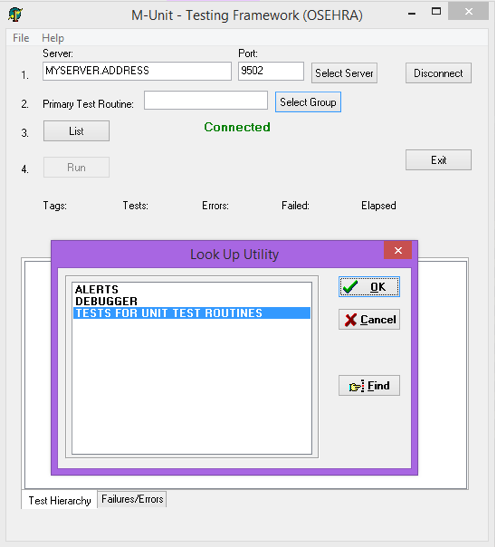 M-Unit - Testing Framework (OSEHRA)
File Help
Server: Port:
1. MYSERVER.ADDRESS 9502 Select Server Disconnect
2. Primary Test Routine: Select Group
3. List Connected
4. Run Exit
Tags: Tests: Errors: Failed: Elapsed
Look Up Utility
ALERTS
DEBUGGER
TESTS FOR UNIT TEST ROUTINES
OK
Cancel
Find
Test Hierarchy Failures/Errors